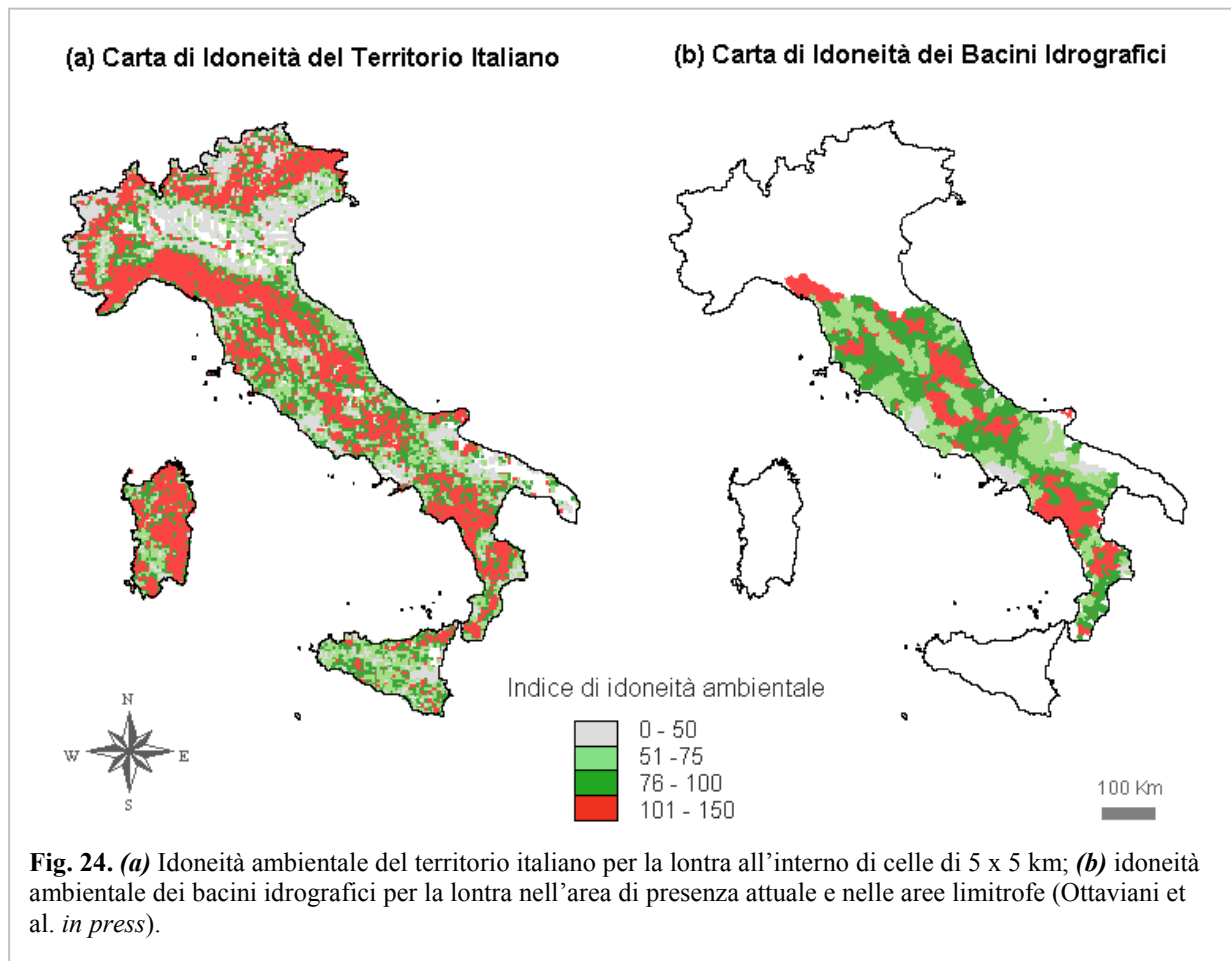 (a) Carta di Idoneità del Territorio Italiano
(b) Carta di Idoneità dei Bacini Idrografici
Indice di idoneità ambientale
0 - 50
51 -75
76 - 100
101 - 150
N
W
E
S
100 Km
Fig. 24. (a) Idoneità ambientale del territorio italiano per la lontra all’interno di celle di 5 x 5 km; (b) idoneità
ambientale dei bacini idrografici per la lontra nell’area di presenza attuale e nelle aree limitrofe (Ottaviani et
al. in press).